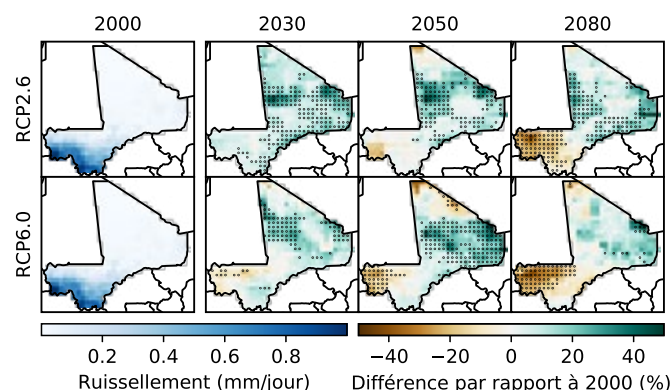 2000 2030 2050 2080
RCP2.6
RCP6.0
0.2 0.4 0.6 0.8 −40 −20 0 20 40
Ruissellement (mm/jour) Différence par rapport à 2000 (%)